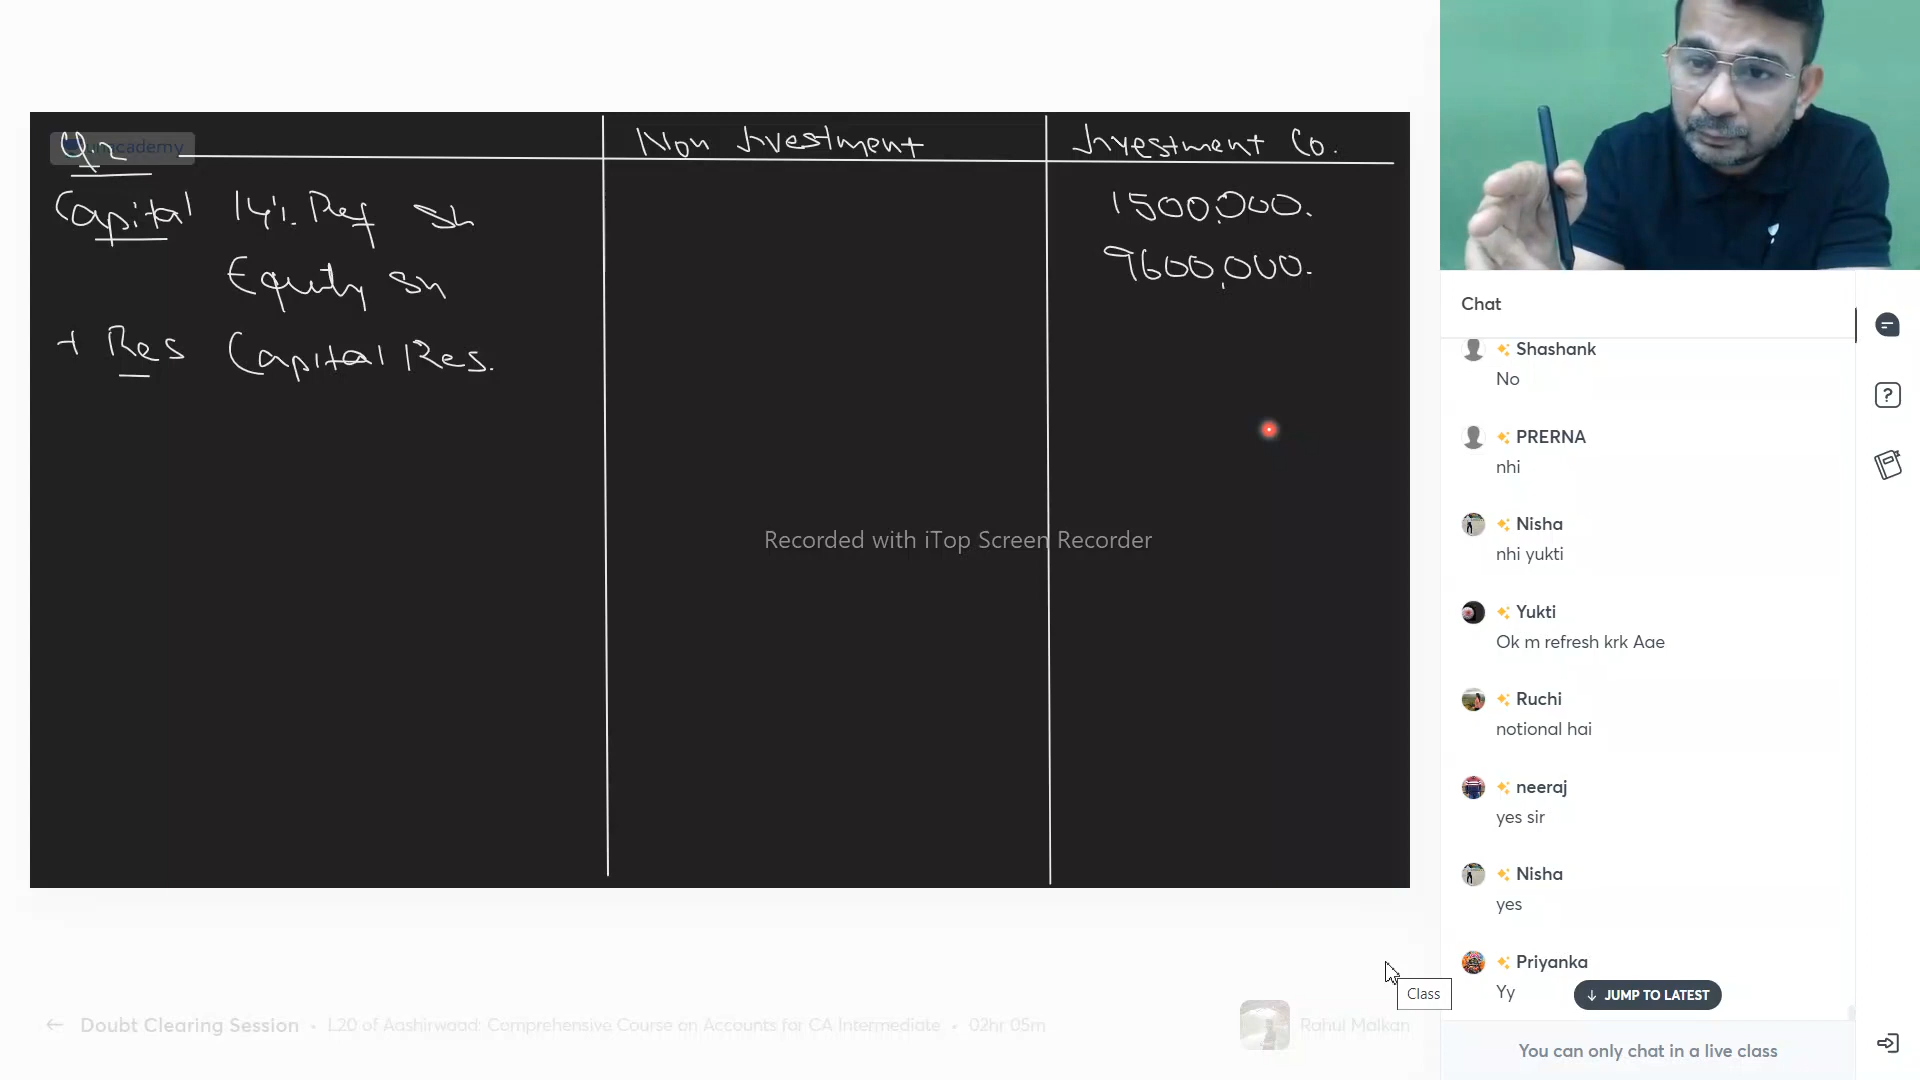 Qn Non Investment Investment Co.
unacademy
Capital 14%. Pref Sh 1500,000.
Equity Sh 9600,000.
+ Res Capital Res.
Recorded with iTop Screen Recorder
Chat
Shashank
No
PRERNA
nhi
Nisha
nhi yukti
Yukti
Ok m refresh krk Aae
Ruchi
notional hai
neeraj
yes sir
Nisha
yes
Priyanka
Yy
JUMP TO LATEST
Class
Doubt Clearing Session • L20 of Aashirwaad: Comprehensive Course on Accounts for CA Intermediate • 02hr 05m
Rahul Malkan
You can only chat in a live class